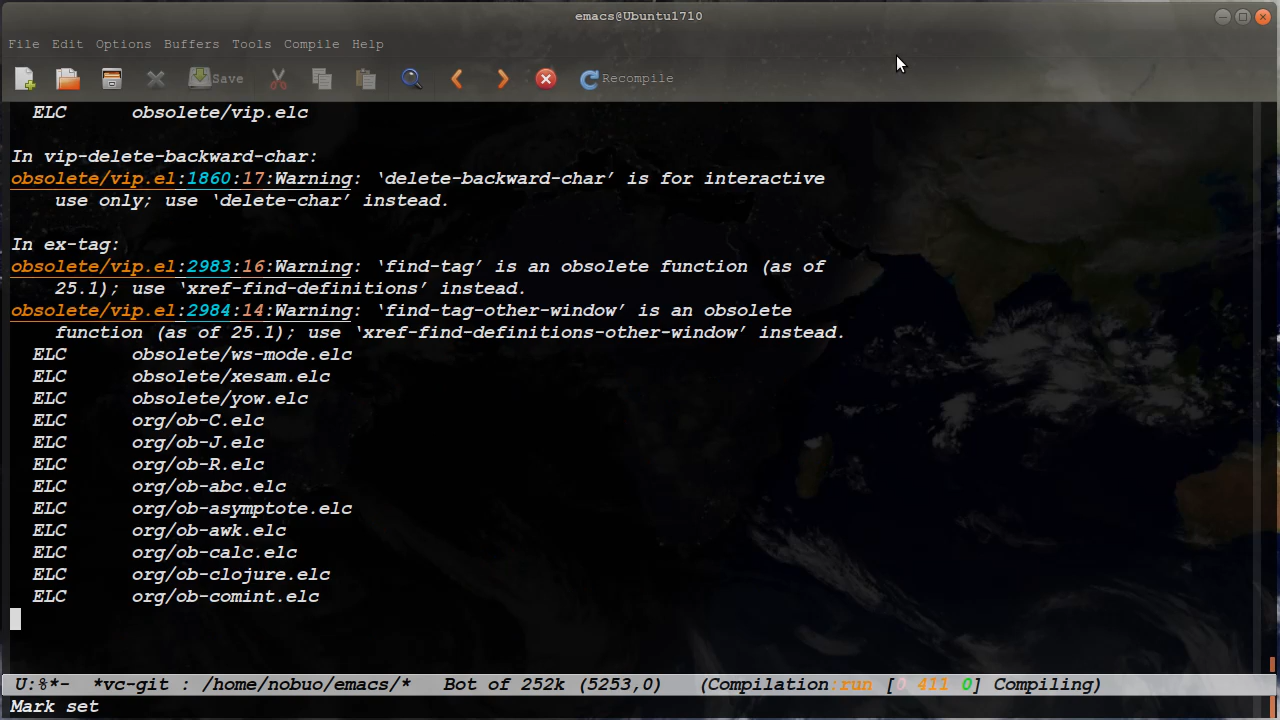 emacs@Ubuntu1710
File Edit Options Buffers Tools Compile Help
Save Recompile
ELC obsolete/vip.elc
In vip-delete-backward-char:
obsolete/vip.el:1860:17:Warning: ‘delete-backward-char’ is for interactive
use only; use ‘delete-char’ instead.
In ex-tag:
obsolete/vip.el:2983:16:Warning: ‘find-tag’ is an obsolete function (as of
25.1); use ‘xref-find-definitions’ instead.
obsolete/vip.el:2984:14:Warning: ‘find-tag-other-window’ is an obsolete
function (as of 25.1); use ‘xref-find-definitions-other-window’ instead.
ELC obsolete/ws-mode.elc
ELC obsolete/xesam.elc
ELC obsolete/yow.elc
ELC org/ob-C.elc
ELC org/ob-J.elc
ELC org/ob-R.elc
ELC org/ob-abc.elc
ELC org/ob-asymptote.elc
ELC org/ob-awk.elc
ELC org/ob-calc.elc
ELC org/ob-clojure.elc
ELC org/ob-comint.elc
U:%*- *vc-git : /home/nobuo/emacs/* Bot of 252k (5253,0) (Compilation:run [0 411 0] Compiling)
Mark set